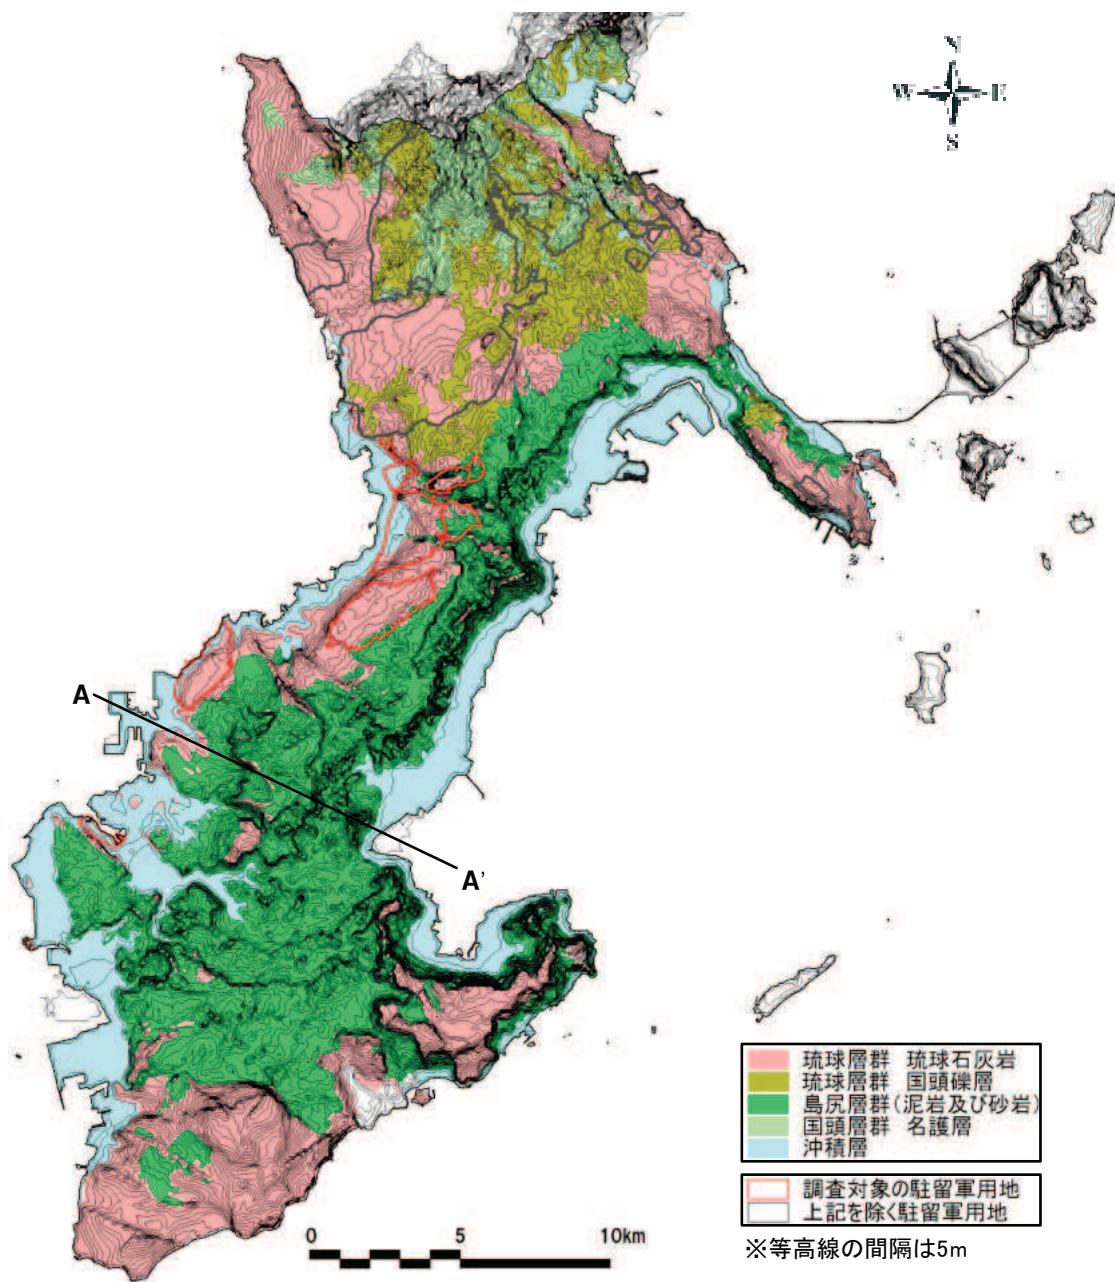 N
W E
S
A
A'
琉球層群 琉球石灰岩
琉球層群 国頭礫層
島尻層群(泥岩及び砂岩)
国頭層群 名護層
沖積層
調査対象の駐留軍用地
上記を除く駐留軍用地
※等高線の間隔は5m
0 5 10km